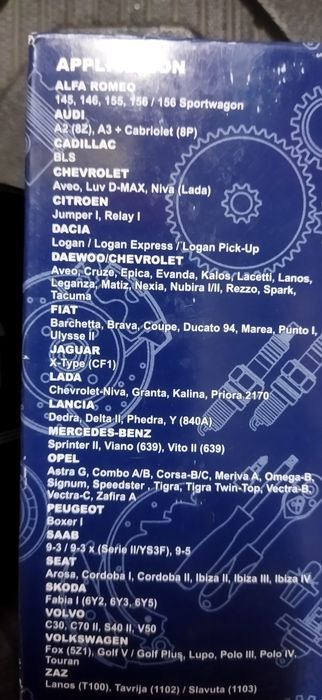 APPLICATION
ALFA ROMEO
145, 146, 155, 156 / 156 Sportwagon
AUDI
A2 (8Z), A3 + Cabriolet (8P)
CADILLAC
BLS
CHEVROLET
Aveo, Luv D-MAX, Niva (Lada)
CITROEN
Jumper I, Relay I
DACIA
Logan / Logan Express / Logan Pick-Up
DAEWOO/CHEVROLET
Aveo, Cruze, Epica, Evanda, Kalos, Lacetti, Lanos,
Leganza, Matiz, Nexia, Nubira I/II, Rezzo, Spark,
Tacuma
FIAT
Barchetta, Brava, Coupe, Ducato 94, Marea, Punto I,
Ulysse II
JAGUAR
X-Type (CF1)
LADA
Chevrolet-Niva, Granta, Kalina, Priora 2170
LANCIA
Dedra, Delta II, Phedra, Y (840A)
MERCEDES-BENZ
Sprinter II, Viano (639), Vito II (639)
OPEL
Astra G, Combo A/B, Corsa-B/C, Meriva A, Omega-B,
Signum, Speedster , Tigra, Tigra Twin-Top, Vectra-B,
Vectra-C, Zafira A
PEUGEOT
Boxer I
SAAB
9-3 / 9-3 x (Serie II/YS3F), 9-5
SEAT
Arosa, Cordoba I, Cordoba II, Ibiza II, Ibiza III, Ibiza IV
SKODA
Fabia I (6Y2, 6Y3, 6Y5)
VOLVO
C30, C70 II, S40 II, V50
VOLKSWAGEN
Fox (5Z1), Golf V / Golf Plus, Lupo, Polo III, Polo IV,
Touran
ZAZ
Lanos (T100), Tavrija (1102) / Slavuta (1103)